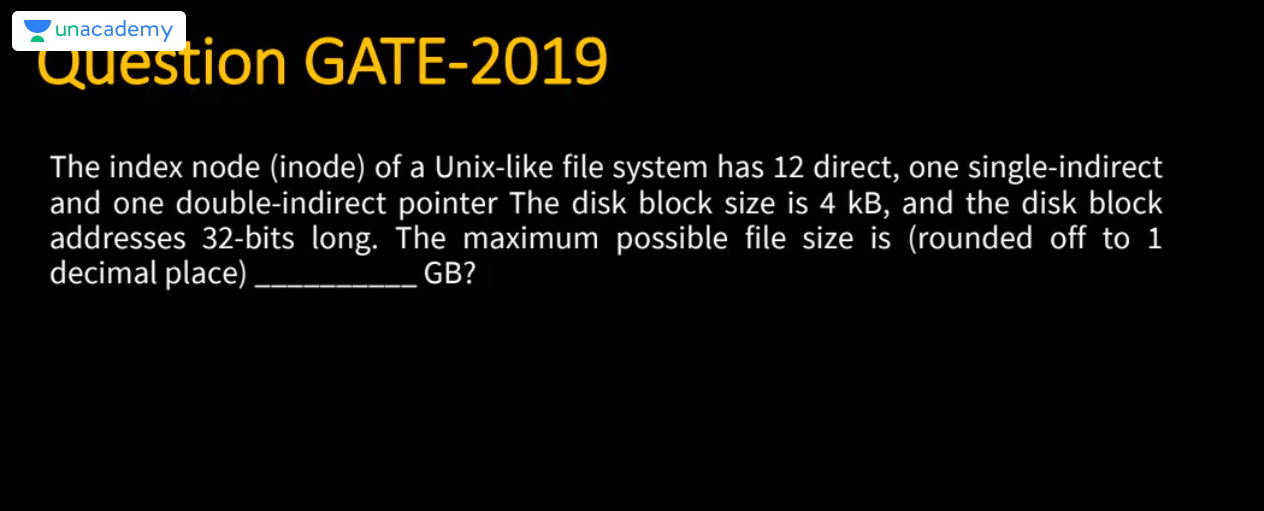 unacademy
Question GATE-2019
The index node (inode) of a Unix-like file system has 12 direct, one single-indirect
and one double-indirect pointer The disk block size is 4 kB, and the disk block
addresses 32-bits long. The maximum possible file size is (rounded off to 1
decimal place) __________ GB?